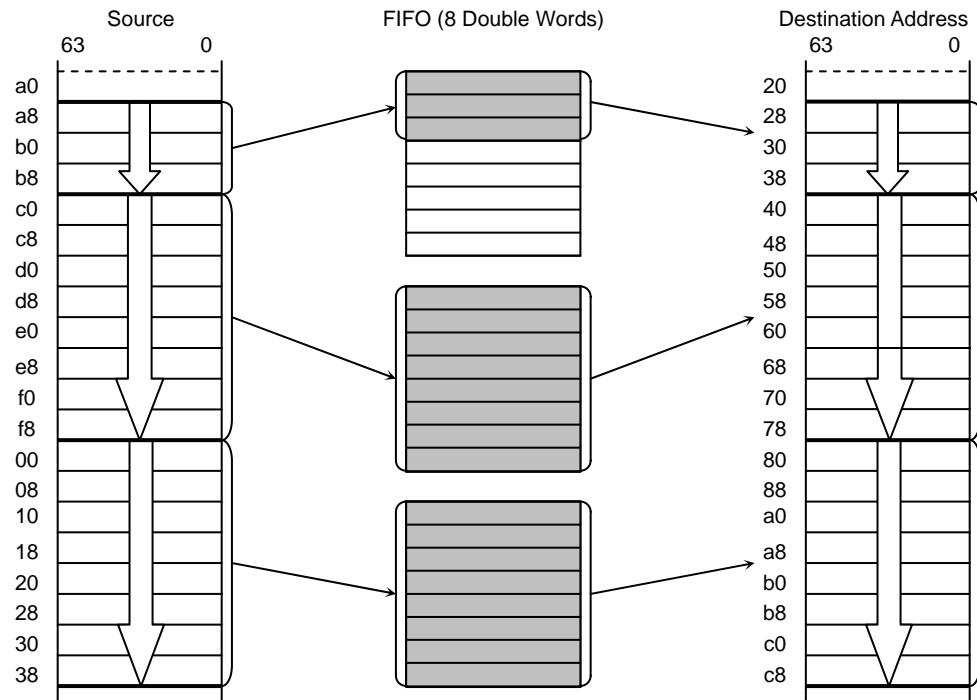 Source FIFO (8 Double Words) Destination Address
63 0 63 0
a0 20
a8 28
b0 30
b8 38
c0 40
c8 48
d0 50
d8 58
e0 60
e8 68
f0 70
f8 78
00 80
08 88
10 a0
18 a8
20 b0
28 b8
30 c0
38 c8